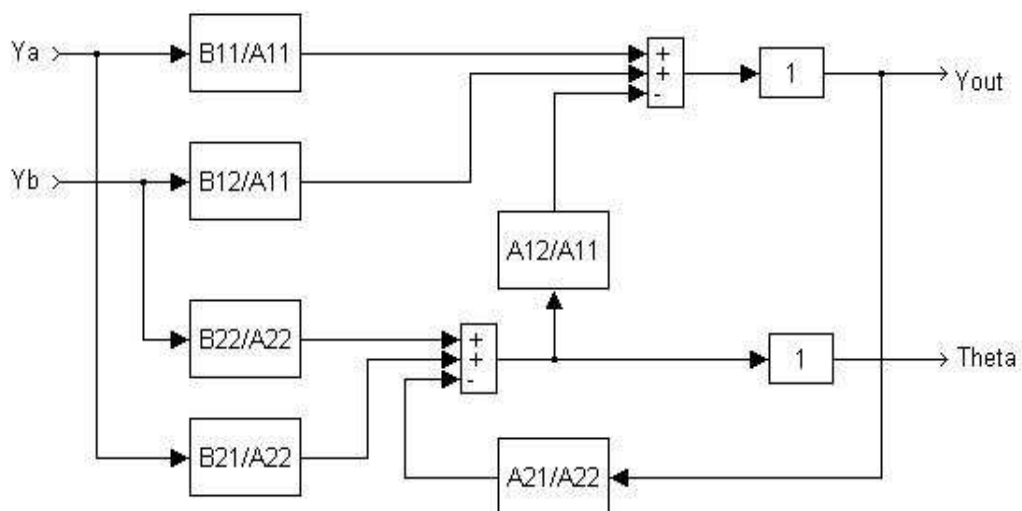 Ya
B11/A11
+
+
-
1
Yout
Yb
B12/A11
A12/A11
B22/A22
+
+
-
1
Theta
B21/A22
A21/A22